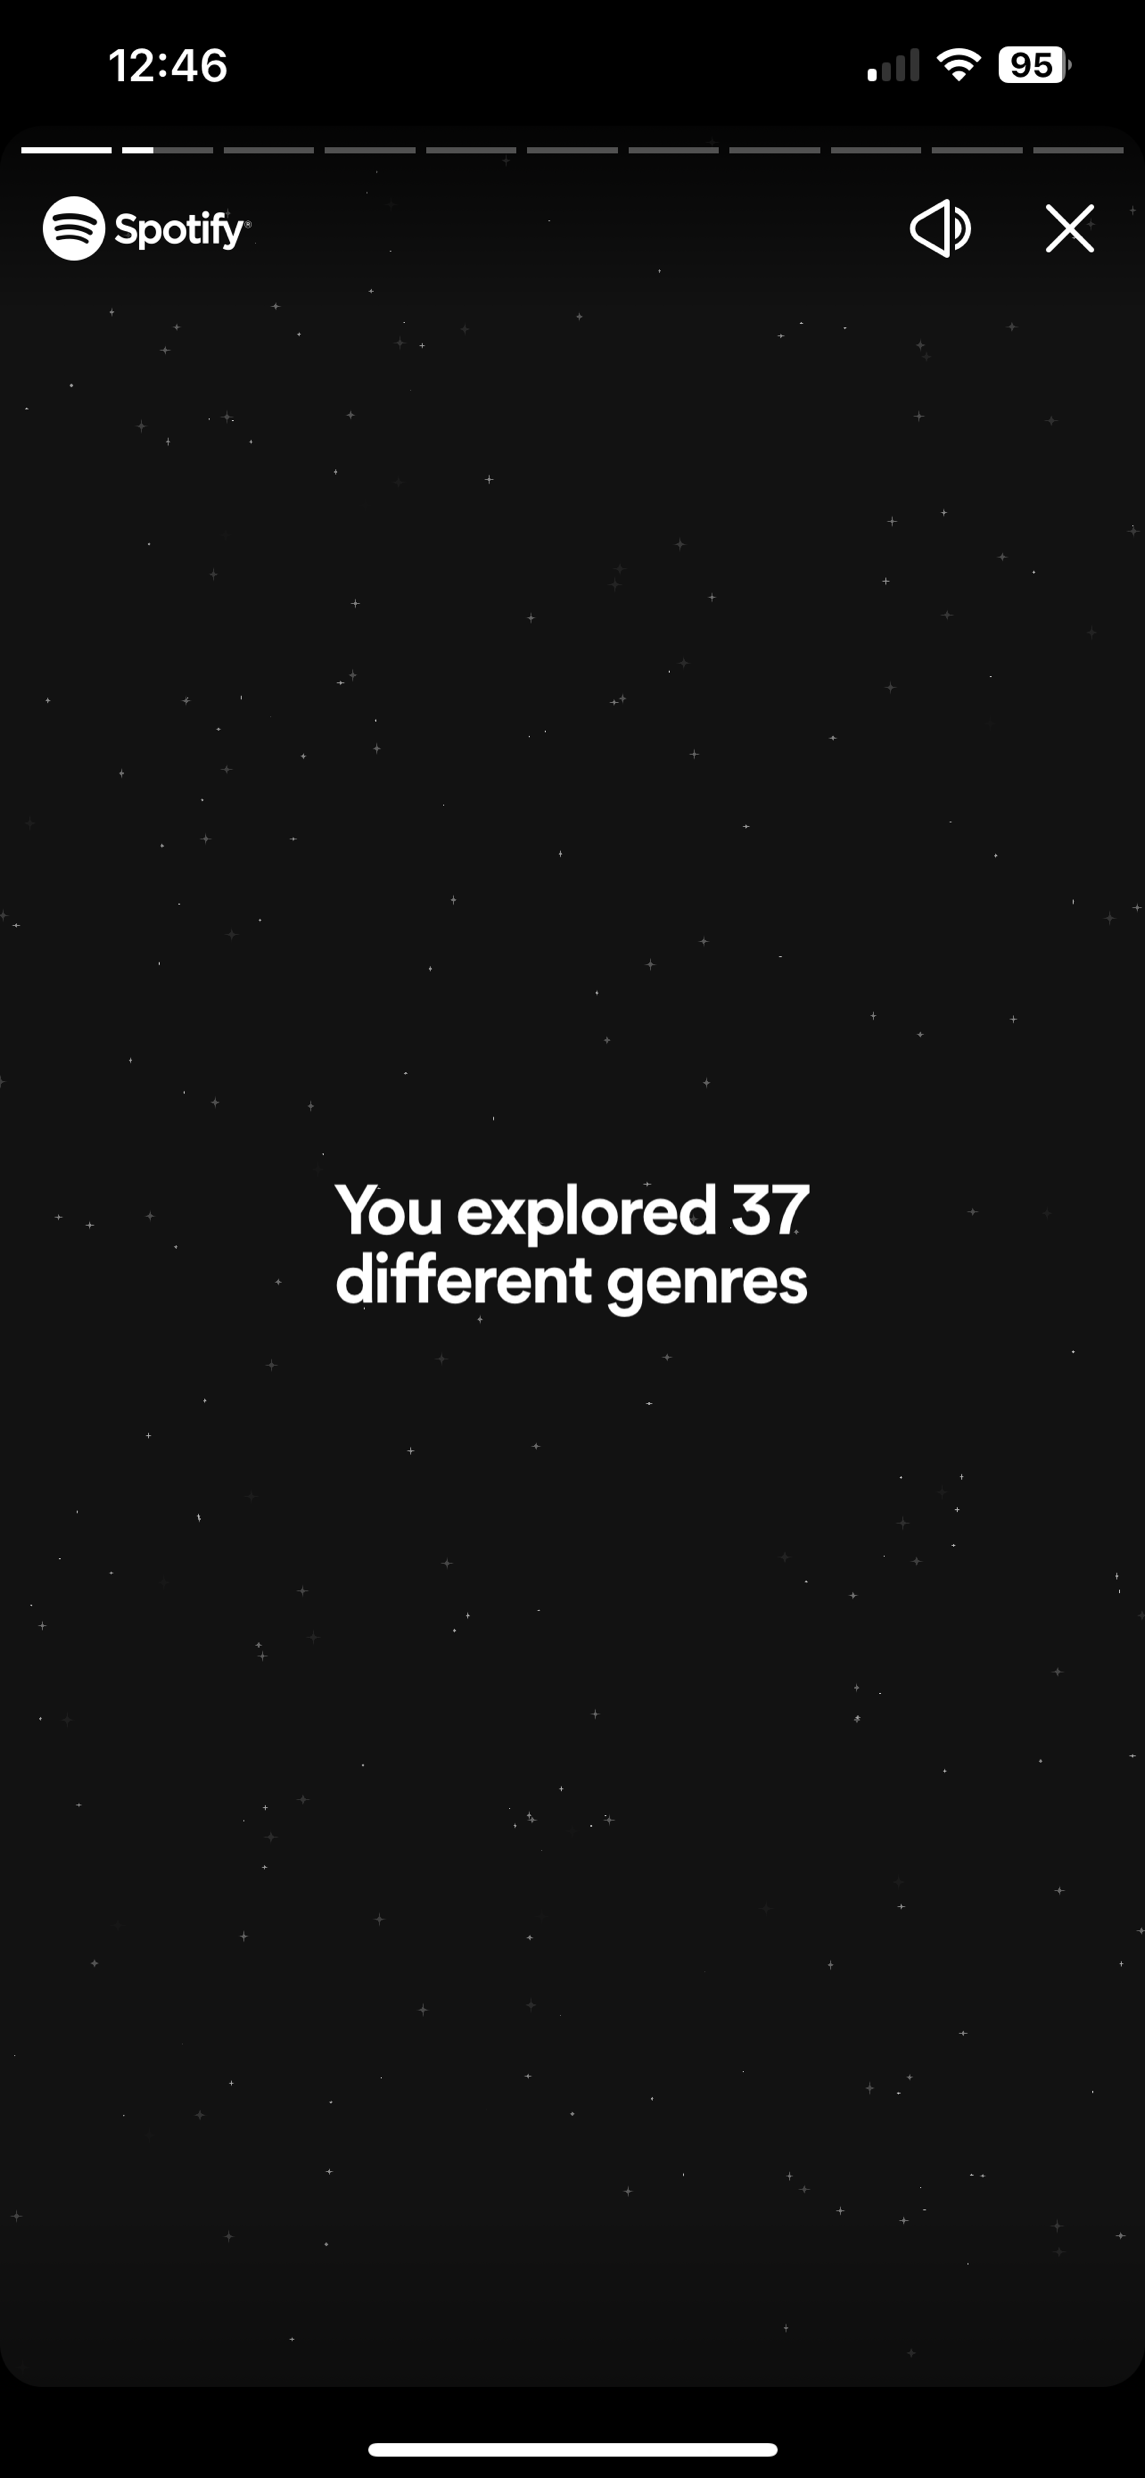 12:46
95
Spotify
You explored 37
different genres